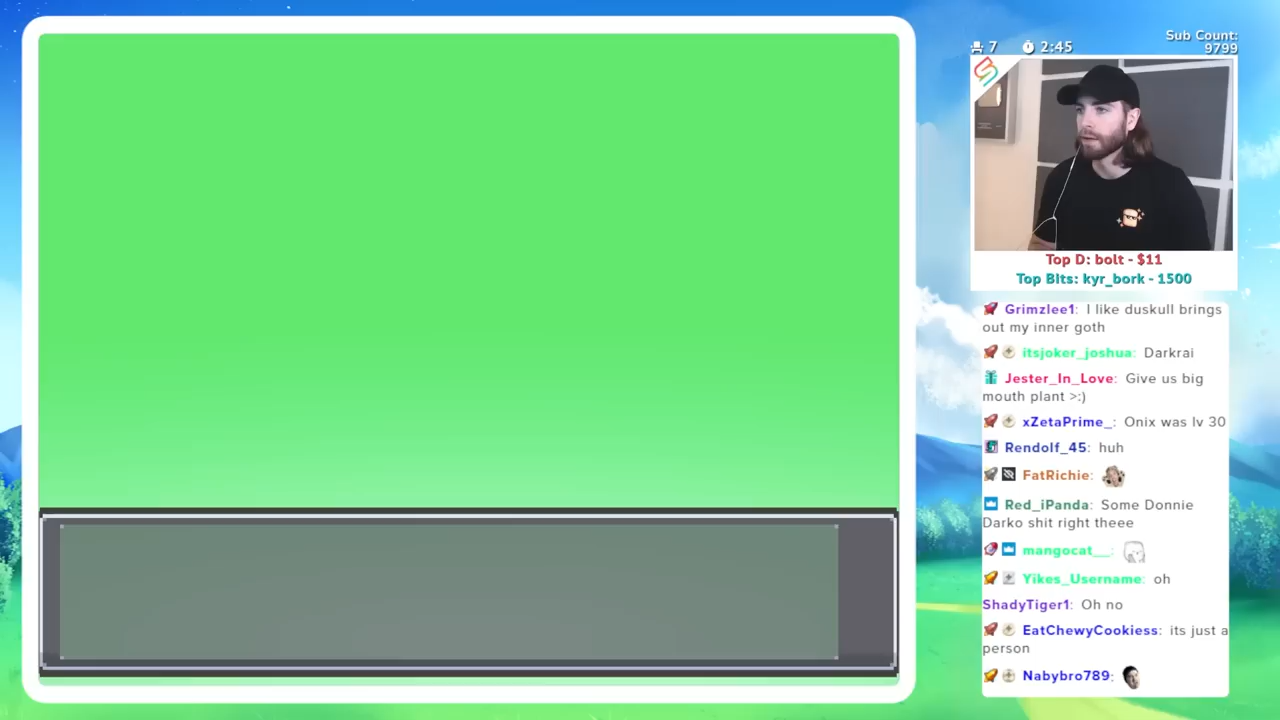 7
2:45
Sub Count:
9799
Top D: bolt - $11
Top Bits: kyr_bork - 1500
Grimzlee1: I like duskull brings
out my inner goth
itsjoker_joshua: Darkrai
Jester_In_Love: Give us big
mouth plant >:)
xZetaPrime_: Onix was lv 30
Rendolf_45: huh
FatRichie:
Red_iPanda: Some Donnie
Darko shit right theee
mangocat__:
Yikes_Username: oh
ShadyTiger1: Oh no
EatChewyCookiess: its just a
person
Nabybro789: